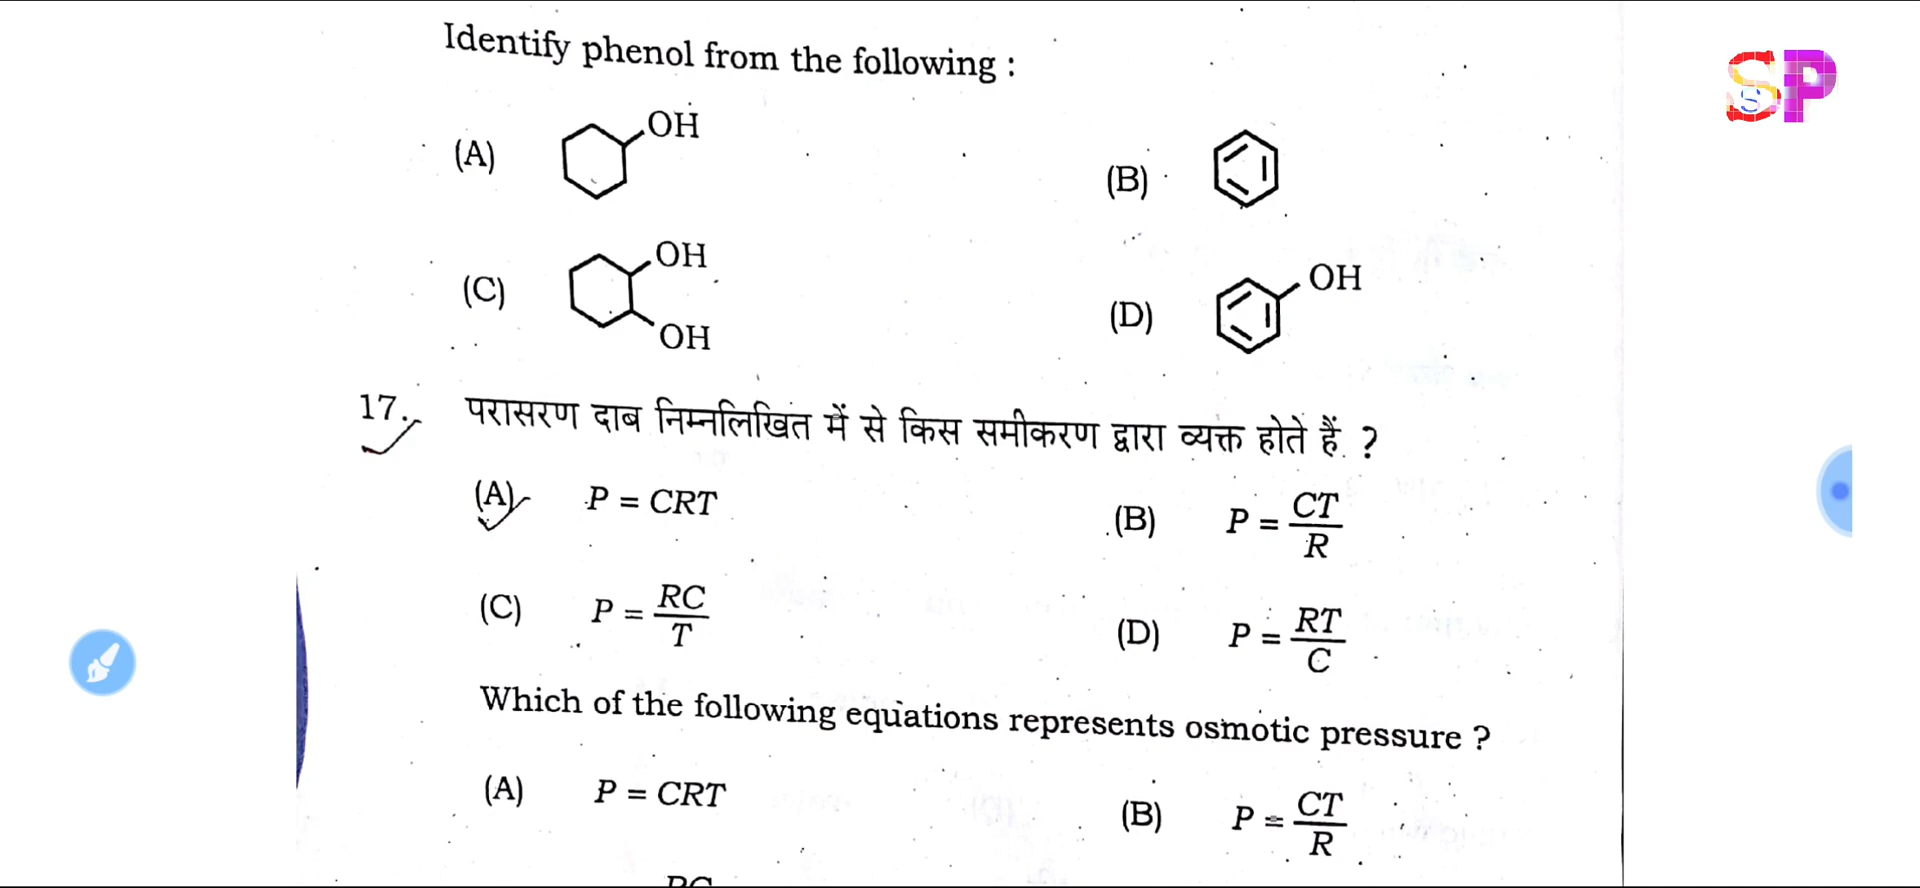 Identify phenol from the following :
SP
S
(A) OH
(B)
(C) OH
OH
(D) OH
17. परासरण दाब निम्नलिखित में से किस समीकरण द्वारा व्यक्त होते हैं ?
(A) P = CRT
(B) P = CT/R
(C) P = RC/T
(D) P = RT/C
Which of the following equations represents osmotic pressure ?
(A) P = CRT
(B) P = CT/R